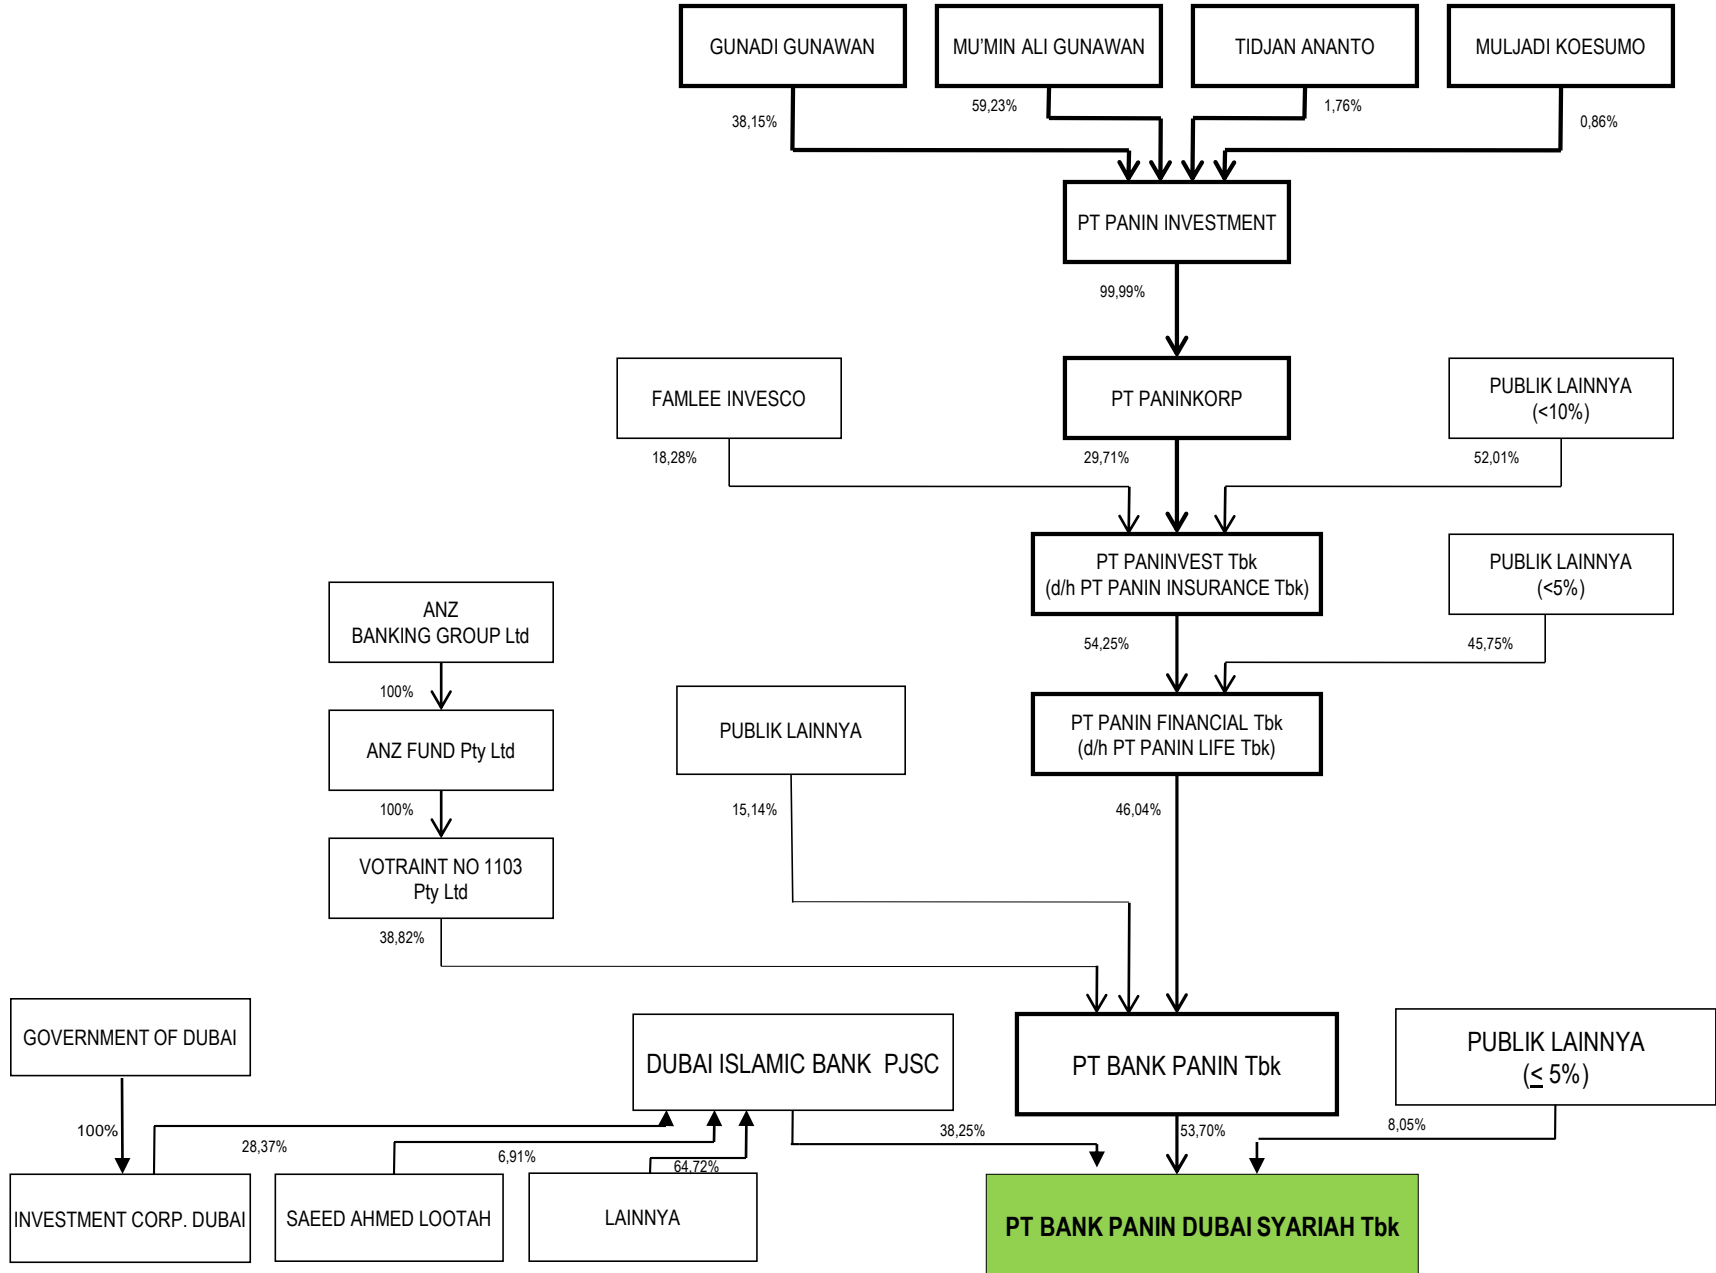 GUNADI GUNAWAN
MU’MIN ALI GUNAWAN
TIDJAN ANANTO
MULJADI KOESUMO
38,15%
59,23%
1,76%
0,86%
PT PANIN INVESTMENT
99,99%
FAMLEE INVESCO
PT PANINKORP
PUBLIK LAINNYA
(<10%)
18,28%
29,71%
52,01%
PT PANINVEST Tbk
(d/h PT PANIN INSURANCE Tbk)
PUBLIK LAINNYA
(<5%)
54,25%
45,75%
ANZ
BANKING GROUP Ltd
100%
ANZ FUND Pty Ltd
100%
VOTRAINT NO 1103
Pty Ltd
38,82%
PUBLIK LAINNYA
15,14%
PT PANIN FINANCIAL Tbk
(d/h PT PANIN LIFE Tbk)
46,04%
GOVERNMENT OF DUBAI
DUBAI ISLAMIC BANK PJSC
PT BANK PANIN Tbk
PUBLIK LAINNYA
(≤ 5%)
100%
28,37%
6,91%
64,72%
38,25%
53,70%
8,05%
INVESTMENT CORP. DUBAI
SAEED AHMED LOOTAH
LAINNYA
PT BANK PANIN DUBAI SYARIAH Tbk